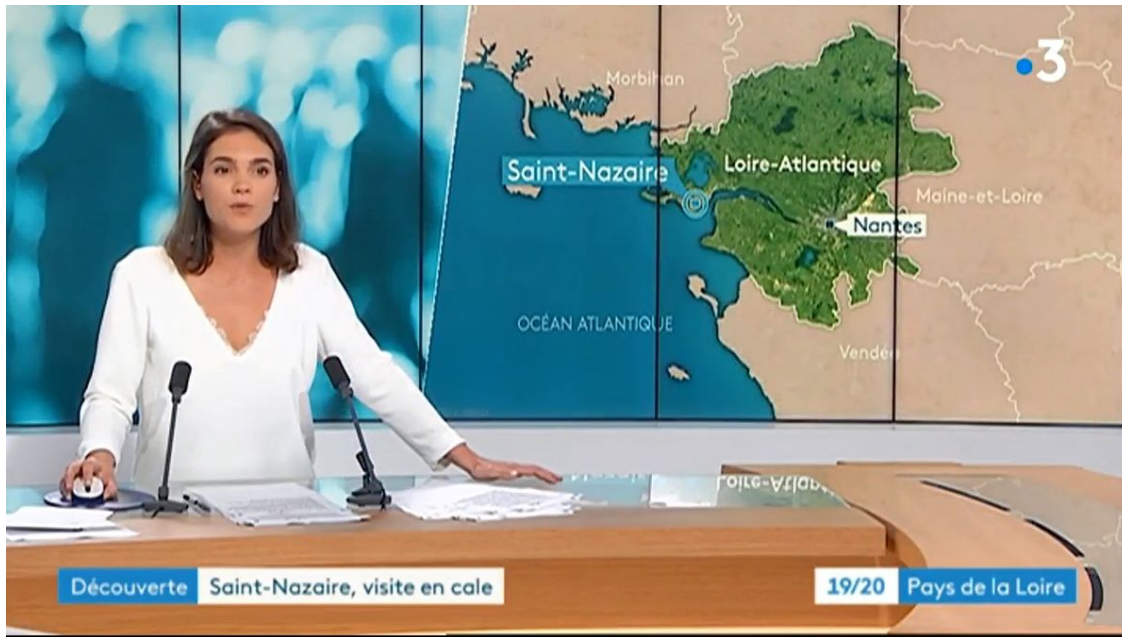 3
Morbihan
Saint-Nazaire
Loire-Atlantique
Maine-et-Loire
Nantes
OCÉAN ATLANTIQUE
Vendée
Loire-Atlant
Découverte
Saint-Nazaire, visite en cale
19/20
Pays de la Loire